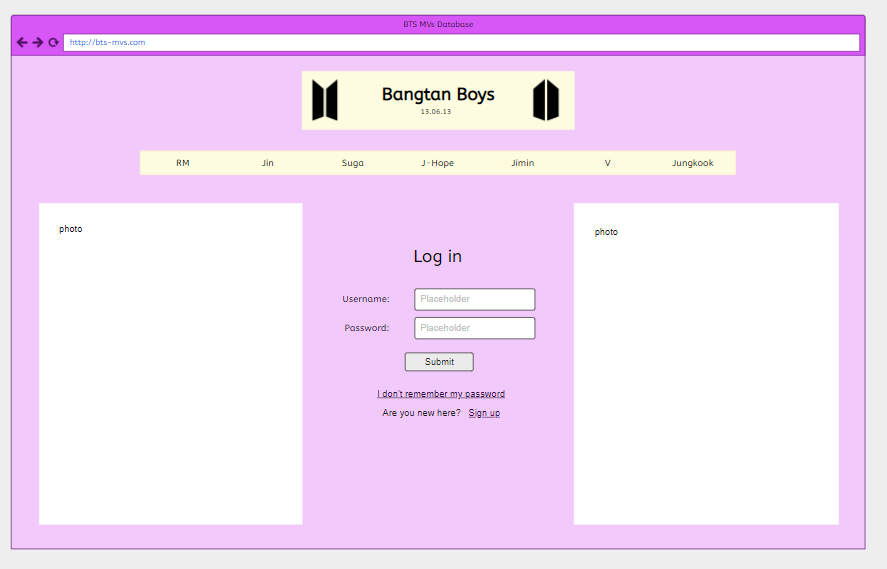 BTS MVs Database
http://bts-mvs.com
Bangtan Boys
13.06.13
RM Jin Suga J-Hope Jimin V Jungkook
photo
photo
Log in
Username: Placeholder
Password: Placeholder
Submit
I don't remember my password
Are you new here? Sign up